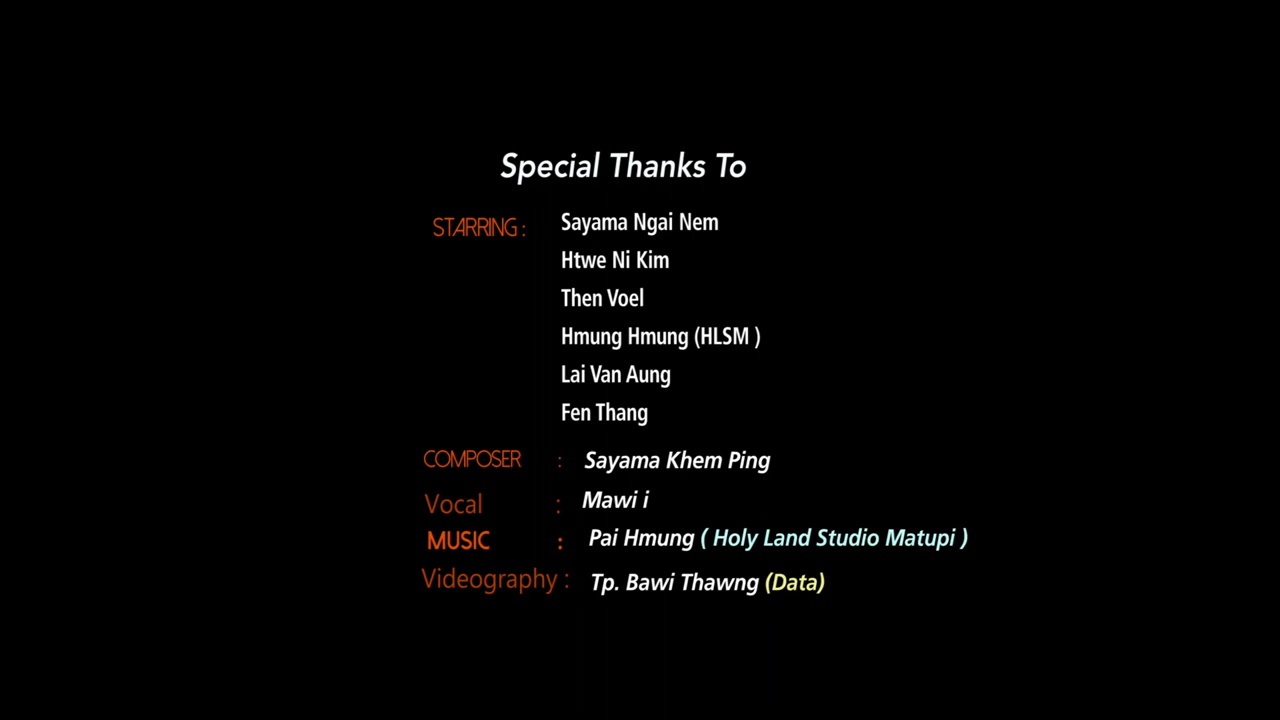 Special Thanks To
STARRING : Sayama Ngai Nem
Htwe Ni Kim
Then Voel
Hmung Hmung (HLSM )
Lai Van Aung
Fen Thang
COMPOSER : Sayama Khem Ping
Vocal : Mawi i
MUSIC : Pai Hmung ( Holy Land Studio Matupi )
Videography : Tp. Bawi Thawng (Data)